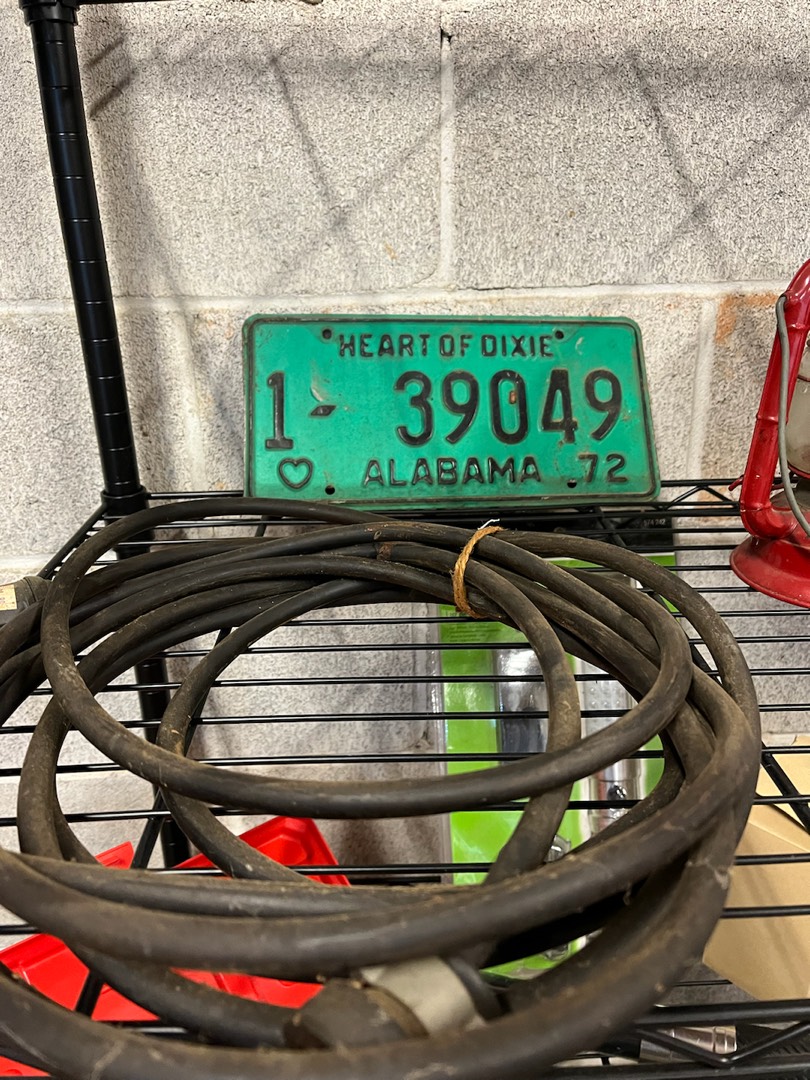 HEART OF DIXIE
1- 39049
ALABAMA 72